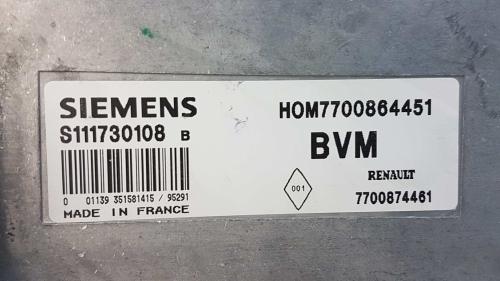 SIEMENS
S111730108 B
0 01139 351581415 / 95291
MADE IN FRANCE
HOM7700864451
BVM
001
RENAULT
7700874461